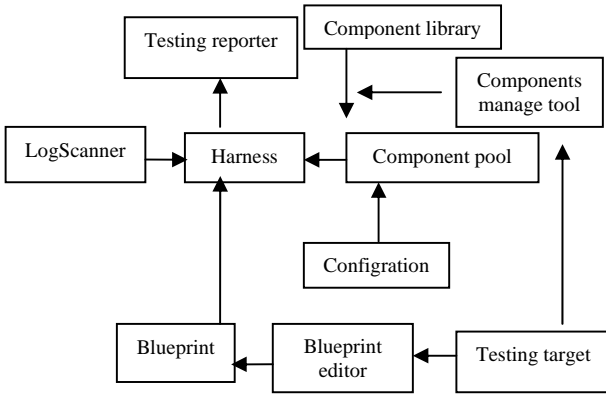 Testing reporter
Component library
Components
manage tool
LogScanner
Harness
Component pool
Configration
Blueprint
Blueprint
editor
Testing target